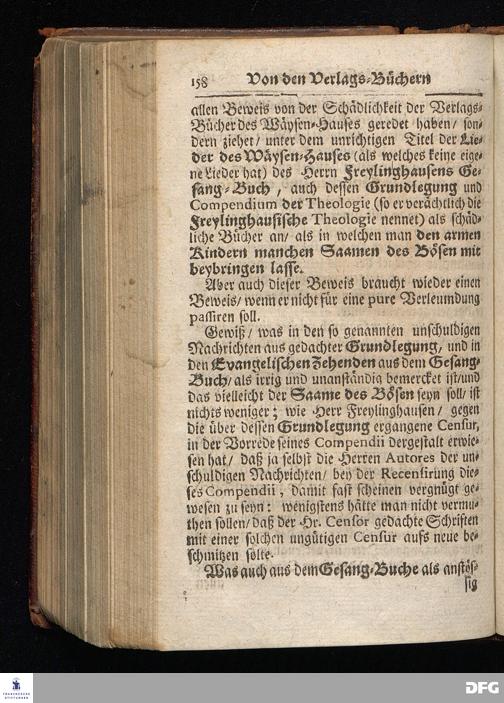 158 Von den Verlags-Büchern
allen Beweis von der Schädlichkeit der Verlags-
Bücher des Wäysen-Hauses geredet haben/ son-
dern ziehet/ unter dem unrichtigen Titel der Lie-
der des Wäysen-Hauses (als welches keine eige-
ne Lieder hat) des Herrn Freylinghausens Ge-
sang-Buch, auch dessen Grundlegung und
Compendium der Theologie (so er verächtlich die
Freylinghausische Theologie nennet) als schäd-
liche Bücher an/ als in welchen man den armen
Kindern manchen Saamen des Bösen mit
beybringen lasse.
Aber auch dieser Beweis braucht wieder einen
Beweis/ wenn er nicht für eine pure Verleumdung
passiren soll.
Gewiß/ was in den so genannten unschuldigen
Nachrichten aus gedachter Grundlegung, und in
den Evangelischen Zehenden aus dem Gesang-
Buch/ als irrig und unanständig bemercket ist/ und
das vielleicht der Saame des Bösen seyn soll/ ist
nichts weniger; wie Herr Freylinghausen/ gegen
die über dessen Grundlegung ergangene Censur,
in der Vorrede seines Compendii dergestalt erwie-
sen hat/ daß ja selbst die Herren Autores der un-
schuldigen Nachrichten/ bey der Recensirung die-
ses Compendii, damit fast scheinen vergnügt ge-
wesen zu seyn: wenigstens hätte man nicht vermu-
then sollen/ daß der Hr. Censor gedachte Schriften
mit einer solchen ungütigen Censur aufs neue be-
schmitzen solte.
Was auch aus dem Gesang-Buche als anstös-
sig
FRANCKESCHE
STIFTUNGEN
DFG